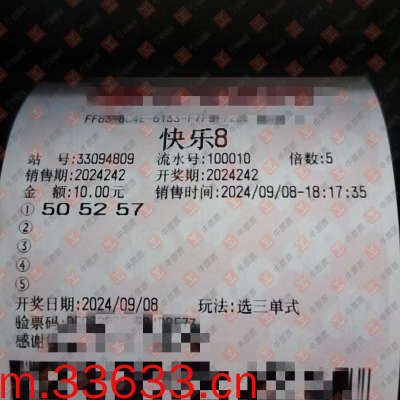 快乐8
站 号:33094809 流水号:100010 倍数:5
销售期:2024242 开奖期:2024242
金 额:10.00元 销售时间:2024/09/08-18:17:35
① 50 52 57
②
③
④
⑤
开奖日期:2024/09/08 玩法:选三单式
验票码:
感谢
m.33633.cn